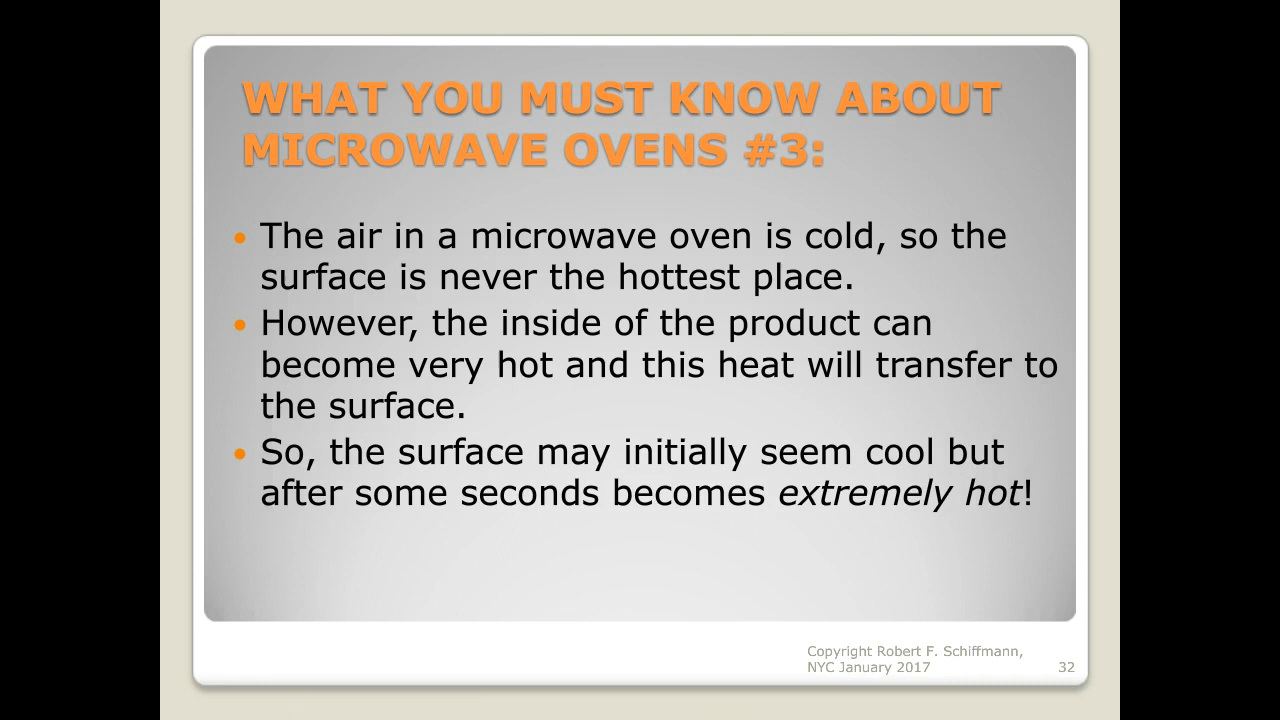 WHAT YOU MUST KNOW ABOUT
MICROWAVE OVENS #3:
• The air in a microwave oven is cold, so the
surface is never the hottest place.
• However, the inside of the product can
become very hot and this heat will transfer to
the surface.
• So, the surface may initially seem cool but
after some seconds becomes extremely hot!
Copyright Robert F. Schiffmann,
NYC January 2017
32